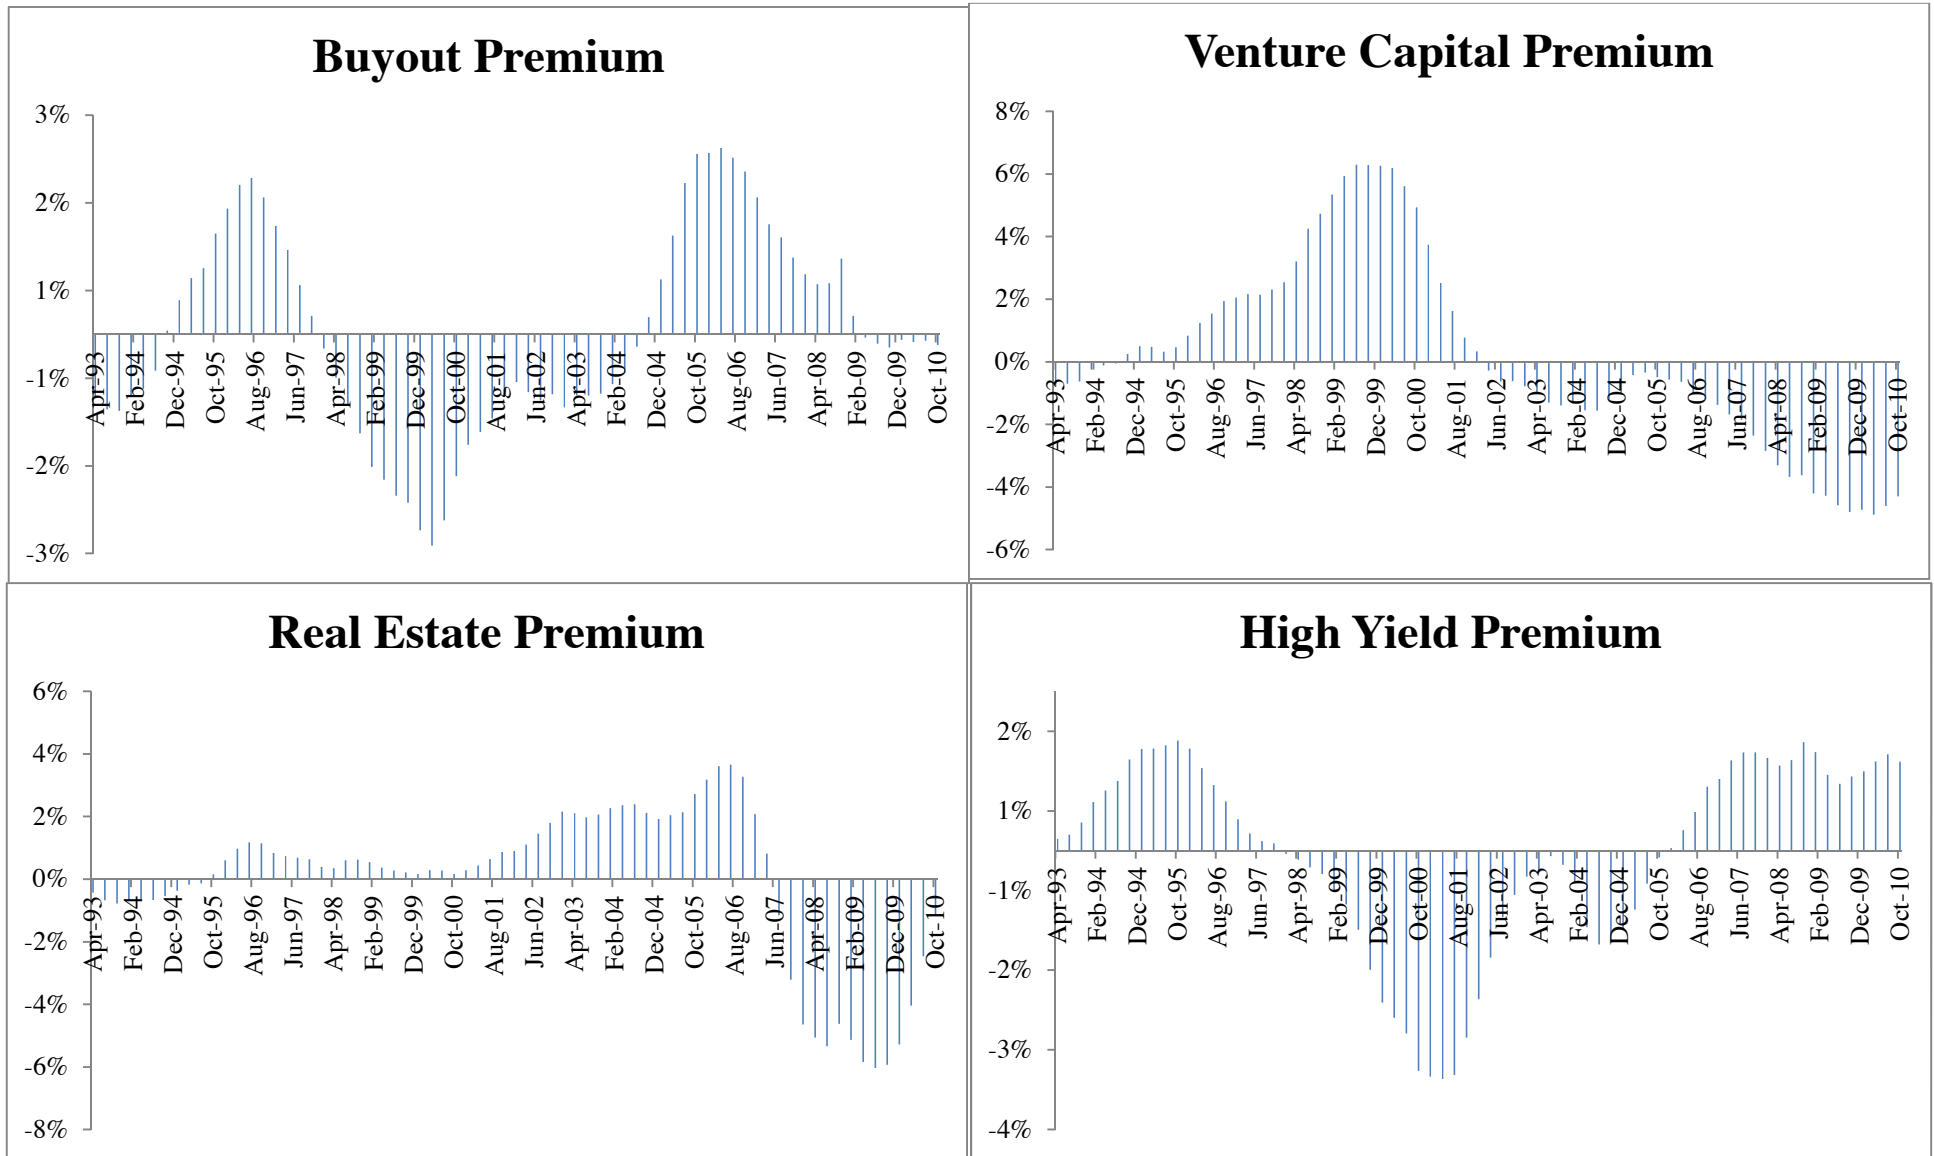 Buyout Premium
3%
2%
1%
-1%
-2%
-3%
Apr-93
Feb-94
Dec-94
Oct-95
Aug-96
Jun-97
Apr-98
Feb-99
Dec-99
Oct-00
Aug-01
Jun-02
Apr-03
Feb-04
Dec-04
Oct-05
Aug-06
Jun-07
Apr-08
Feb-09
Dec-09
Oct-10
Venture Capital Premium
8%
6%
4%
2%
0%
-2%
-4%
-6%
Apr-93
Feb-94
Dec-94
Oct-95
Aug-96
Jun-97
Apr-98
Feb-99
Dec-99
Oct-00
Aug-01
Jun-02
Apr-03
Feb-04
Dec-04
Oct-05
Aug-06
Jun-07
Apr-08
Feb-09
Dec-09
Oct-10
Real Estate Premium
6%
4%
2%
0%
-2%
-4%
-6%
-8%
Apr-93
Feb-94
Dec-94
Oct-95
Aug-96
Jun-97
Apr-98
Feb-99
Dec-99
Oct-00
Aug-01
Jun-02
Apr-03
Feb-04
Dec-04
Oct-05
Aug-06
Jun-07
Apr-08
Feb-09
Dec-09
Oct-10
High Yield Premium
2%
1%
-1%
-2%
-3%
-4%
Apr-93
Feb-94
Dec-94
Oct-95
Aug-96
Jun-97
Apr-98
Feb-99
Dec-99
Oct-00
Aug-01
Jun-02
Apr-03
Feb-04
Dec-04
Oct-05
Aug-06
Jun-07
Apr-08
Feb-09
Dec-09
Oct-10